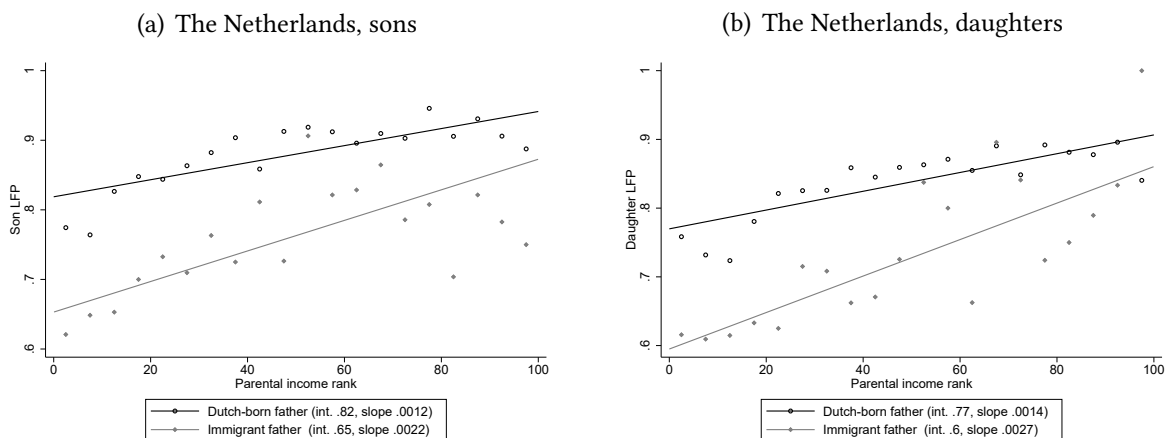 (a) The Netherlands, sons
Son LFP
.6 .7 .8 .9 1
0 20 40 60 80 100
Parental income rank
Dutch-born father (int. .82, slope .0012)
Immigrant father (int. .65, slope .0022)
(b) The Netherlands, daughters
Daughter LFP
.6 .7 .8 .9 1
0 20 40 60 80 100
Parental income rank
Dutch-born father (int. .77, slope .0014)
Immigrant father (int. .6, slope .0027)